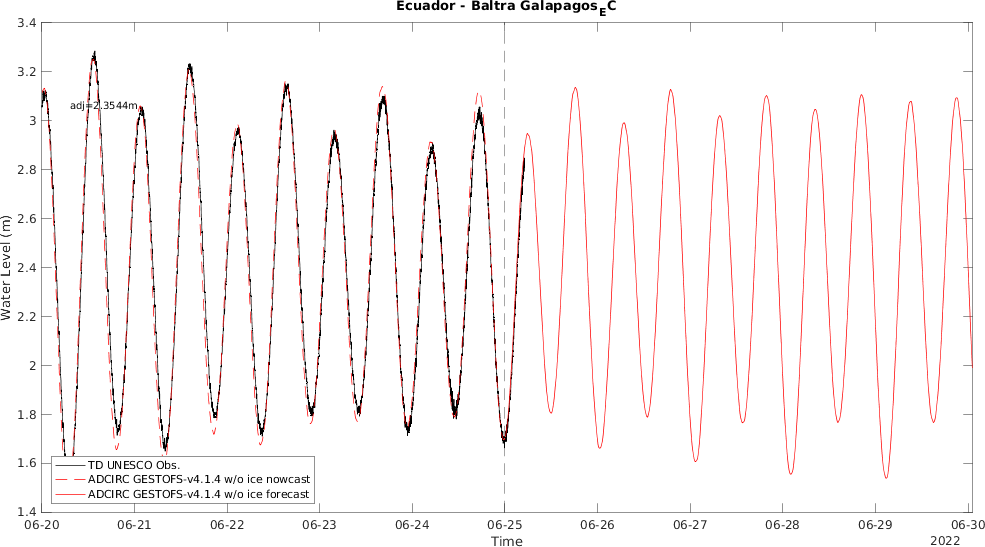 Ecuador - Baltra Galapagos_EC
3.4
3.2
3
2.8
2.6
2.4
2.2
2
1.8
1.6
1.4
Water Level (m)
adj=2.3544m
TD UNESCO Obs.
ADCIRC GESTOFS-v4.1.4 w/o ice nowcast
ADCIRC GESTOFS-v4.1.4 w/o ice forecast
06-20 06-21 06-22 06-23 06-24 06-25 06-26 06-27 06-28 06-29 06-30
Time
2022